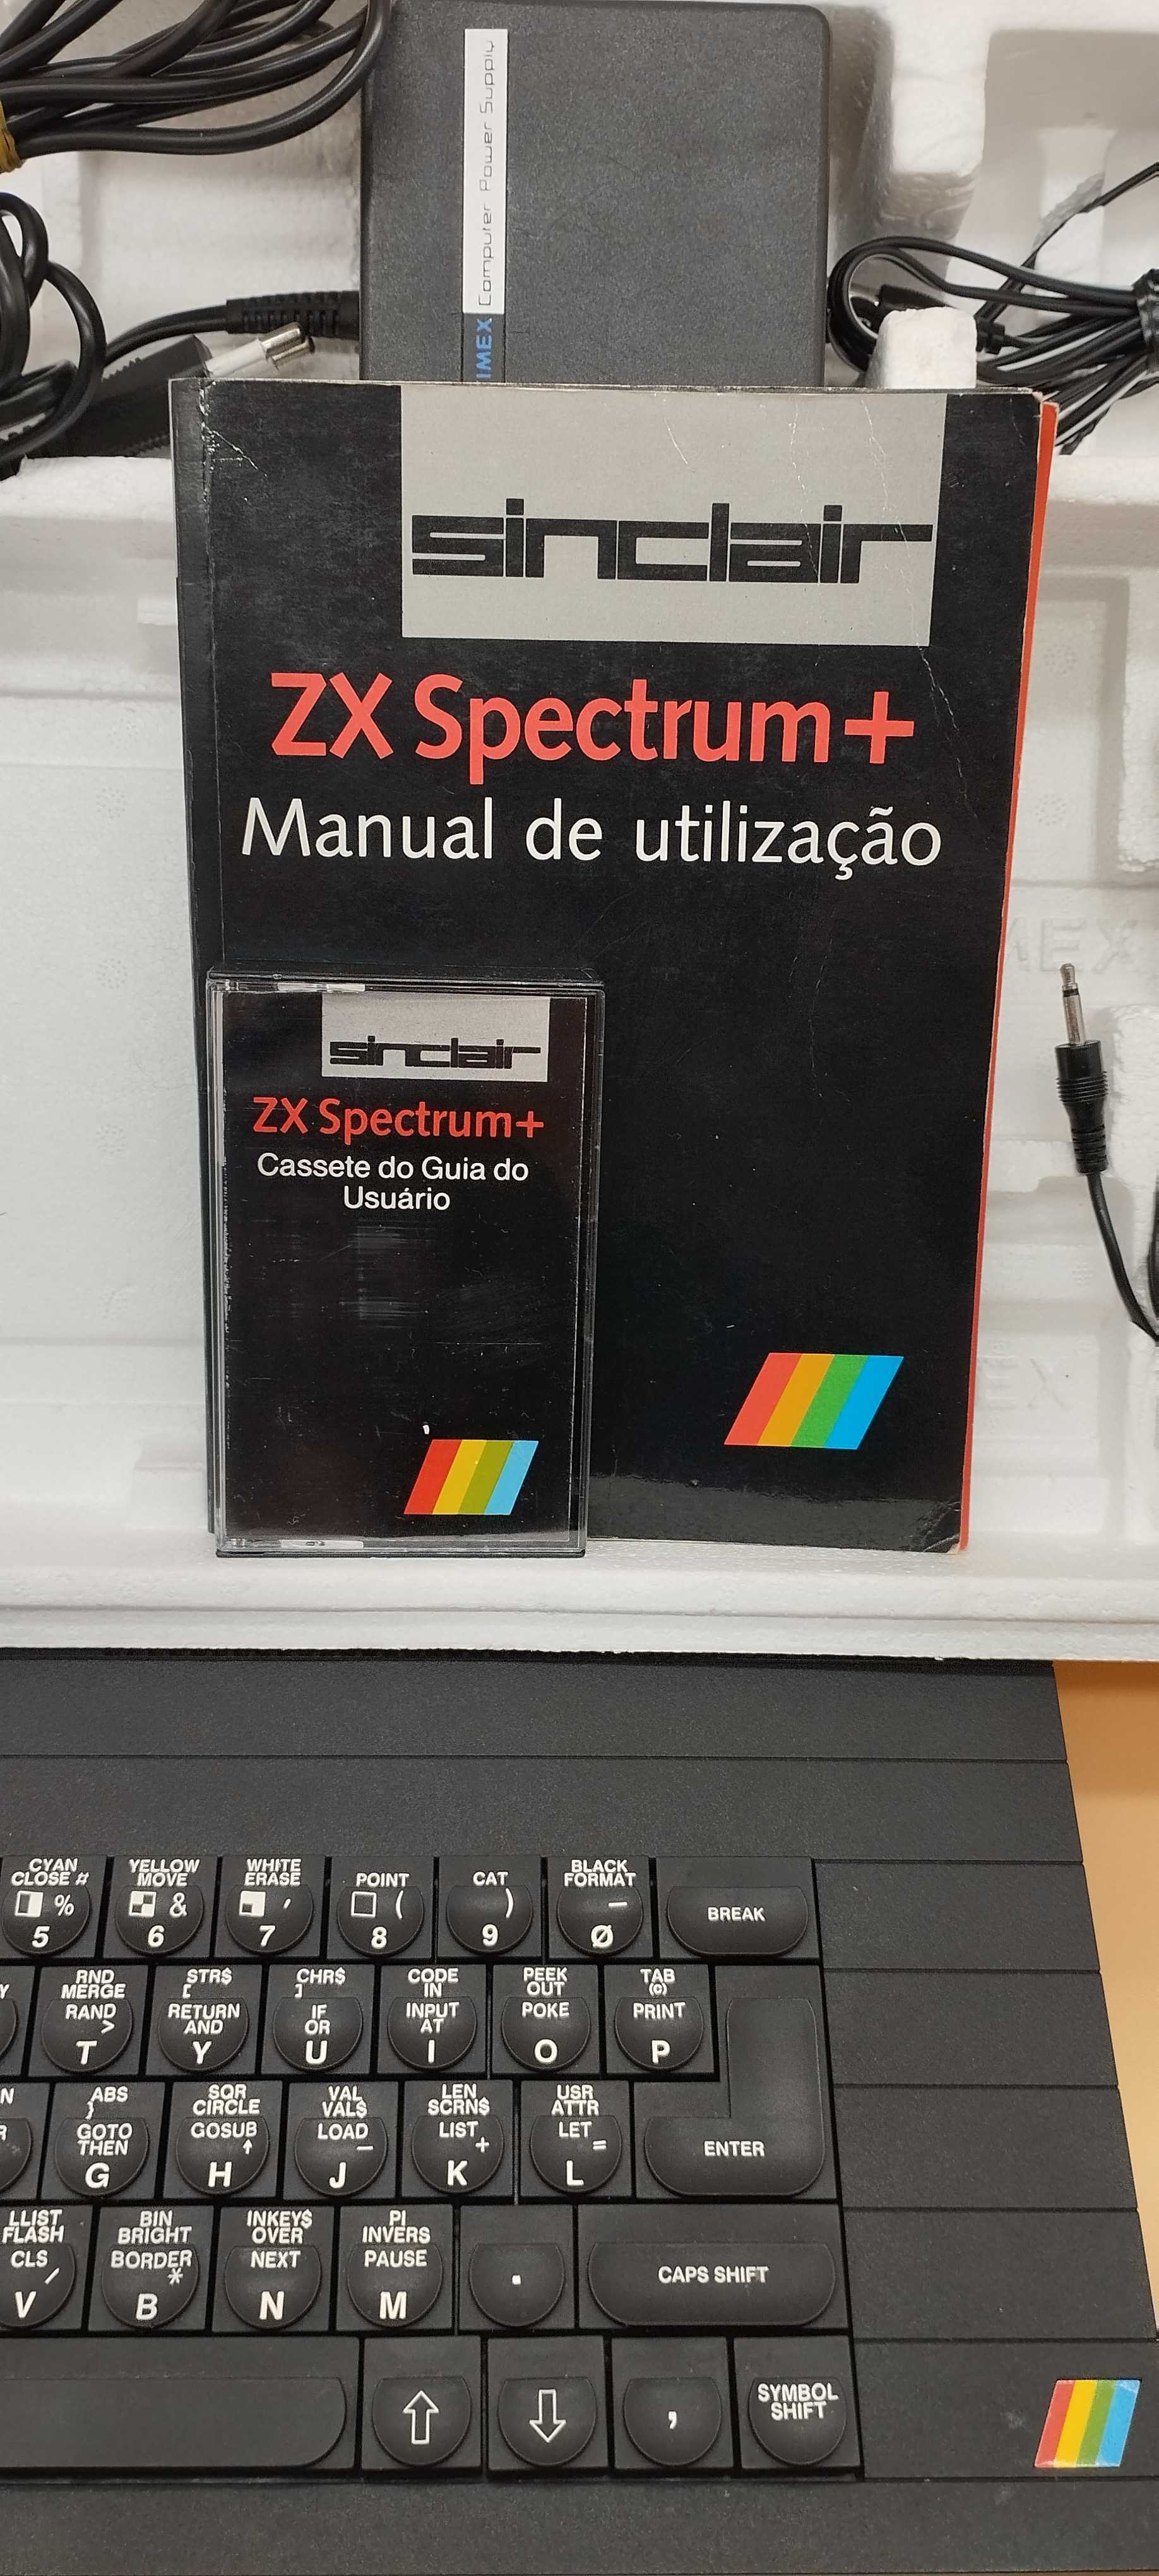 IMEX Computer Power Supply
sinclair
ZX Spectrum+
Manual de utilização
sinclair
ZX Spectrum+
Cassete do Guia do
Usuário
CYAN YELLOW WHITE BLACK
CLOSE # MOVE ERASE POINT CAT FORMAT
% & ' ( ) _ BREAK
5 6 7 8 9 Ø
Y RND STR$ CHR$ CODE PEEK TAB
MERGE [ ] IN OUT (0)
RAND RETURN IF INPUT POKE PRINT
> AND OR AT
T Y U I O P
N ABS SQR VAL LEN USR
} CIRCLE VAL$ SCRN$ ATTR
R GOTO GOSUB LOAD LIST LET ENTER
THEN ↑ – + =
G H J K L
LLIST BIN INKEY$ PI
FLASH BRIGHT OVER INVERS
CLS BORDER NEXT PAUSE . CAPS SHIFT
/ *
V B N M
⇧ ⇩ , SYMBOL
SHIFT